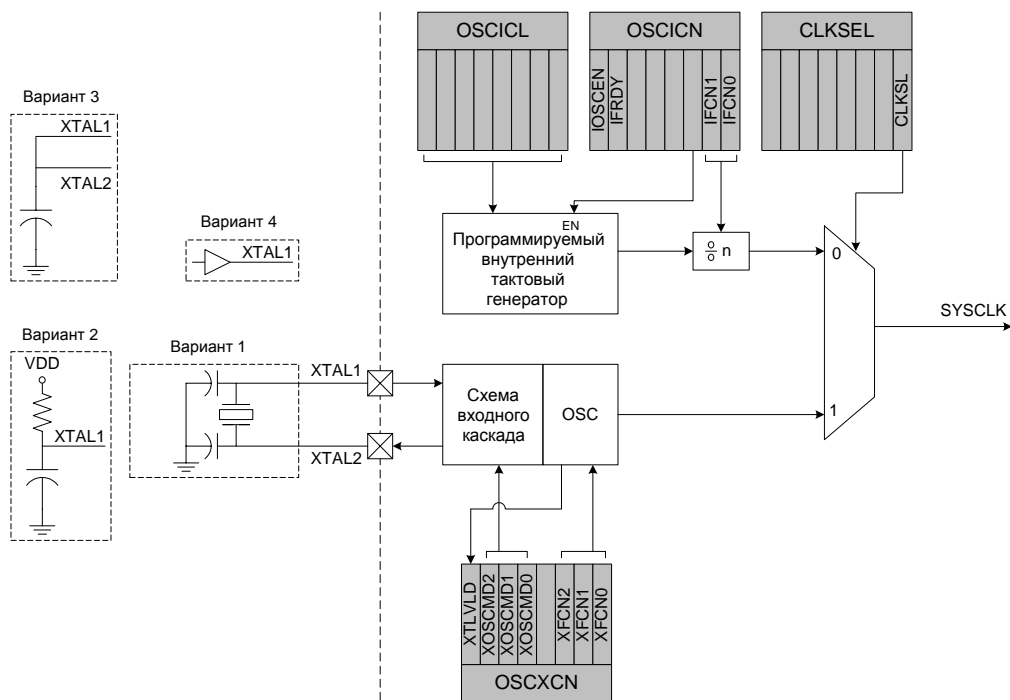 OSCICL
OSCICN
CLKSEL
IOSCEN
IFRDY
IFCN1
IFCN0
CLKSL
Вариант 3
XTAL1
XTAL2
Вариант 4
XTAL1
EN
Программируемый
внутренний
тактовый
генератор
n
0
SYSCLK
Вариант 2
VDD
XTAL1
Вариант 1
XTAL1
XTAL2
Схема
входного
каскада
OSC
1
XTLVLD
XOSCMD2
XOSCMD1
XOSCMD0
XFCN2
XFCN1
XFCN0
OSCXCN